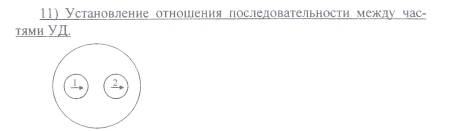 11) Установление отношения последовательности между час-
тями УД.
1 2